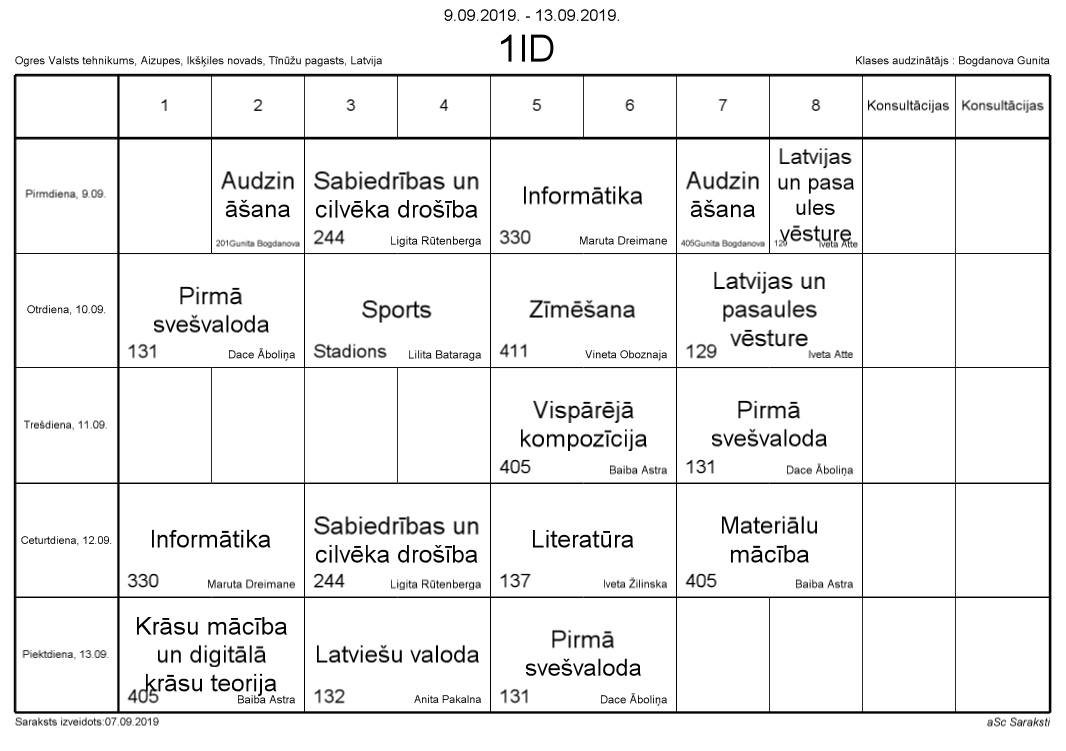 9.09.2019. - 13.09.2019.
1ID
Ogres Valsts tehnikums, Aizupes, Ikšķiles novads, Tīnūžu pagasts, Latvija
Klases audzinātājs : Bogdanova Gunita
1 2 3 4 5 6 7 8 Konsultācijas Konsultācijas
Pirmdiena, 9.09.
Audzin
āšana
201Gunita Bogdanova
Sabiedrības un
cilvēka drošība
244 Ligita Rūtenberga
Informātika
330 Maruta Dreimane
Audzin
āšana
405Gunita Bogdanova
Latvijas
un pasa
ules
vēsture
129 Iveta Atte
Otrdiena, 10.09.
Pirmā
svešvaloda
131 Dace Āboliņa
Sports
Stadions Lilita Bataraga
Zīmēšana
411 Vineta Oboznaja
Latvijas un
pasaules
vēsture
129 Iveta Atte
Trešdiena, 11.09.
Vispārējā
kompozīcija
405 Baiba Astra
Pirmā
svešvaloda
131 Dace Āboliņa
Ceturtdiena, 12.09.
Informātika
330 Maruta Dreimane
Sabiedrības un
cilvēka drošība
244 Ligita Rūtenberga
Literatūra
137 Iveta Žilinska
Materiālu
mācība
405 Baiba Astra
Piektdiena, 13.09.
Krāsu mācība
un digitālā
krāsu teorija
405 Baiba Astra
Latviešu valoda
132 Anita Pakalna
Pirmā
svešvaloda
131 Dace Āboliņa
Saraksts izveidots:07.09.2019
aSc Saraksti